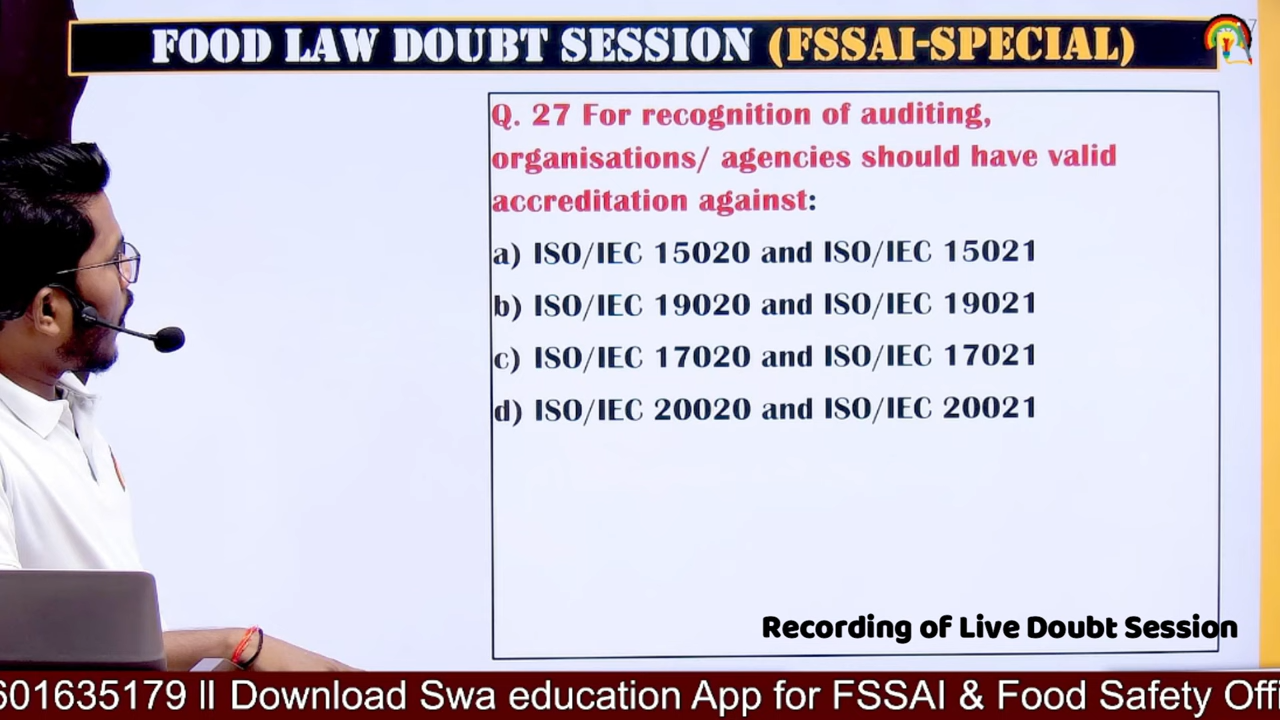 FOOD LAW DOUBT SESSION (FSSAI-SPECIAL)
Q. 27 For recognition of auditing,
organisations/ agencies should have valid
accreditation against:
a) ISO/IEC 15020 and ISO/IEC 15021
b) ISO/IEC 19020 and ISO/IEC 19021
c) ISO/IEC 17020 and ISO/IEC 17021
d) ISO/IEC 20020 and ISO/IEC 20021
Recording of Live Doubt Session
601635179 ll Download Swa education App for FSSAI & Food Safety Offi